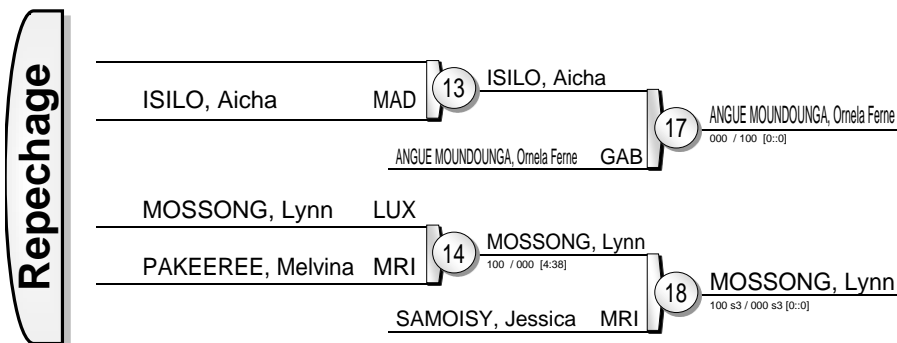 Repechage
ISILO, Aicha MAD
13
ISILO, Aicha
ANGUE MOUNDOUNGA, Ornela Ferne GAB
17
ANGUE MOUNDOUNGA, Ornela Ferne
000 / 100 [0::0]
MOSSONG, Lynn LUX
PAKEEREE, Melvina MRI
14
MOSSONG, Lynn
100 / 000 [4:38]
SAMOISY, Jessica MRI
18
MOSSONG, Lynn
100 s3 / 000 s3 [0::0]